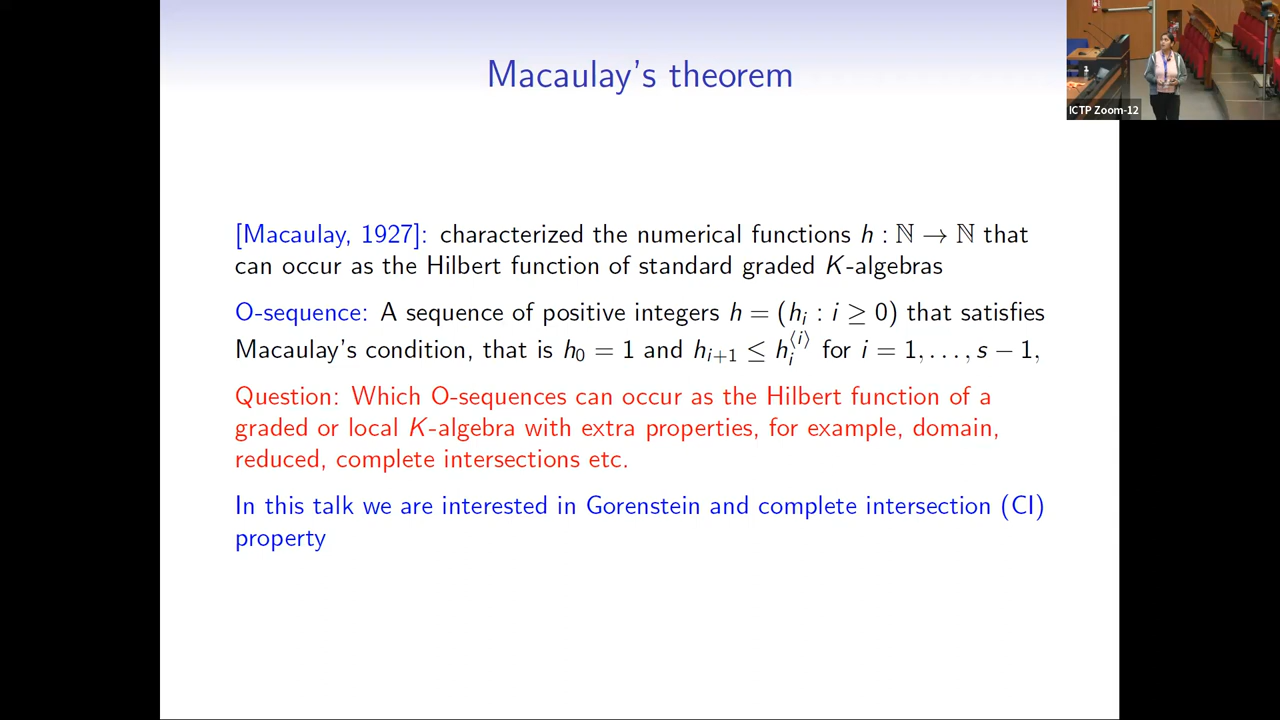 Macaulay's theorem
ICTP Zoom-12
[Macaulay, 1927]: characterized the numerical functions h : ℕ → ℕ that
can occur as the Hilbert function of standard graded K-algebras
O-sequence: A sequence of positive integers h = (h_i : i ≥ 0) that satisfies
Macaulay's condition, that is h_0 = 1 and h_{i+1} ≤ h_i^{⟨i⟩} for i = 1, . . . , s − 1,
Question: Which O-sequences can occur as the Hilbert function of a
graded or local K-algebra with extra properties, for example, domain,
reduced, complete intersections etc.
In this talk we are interested in Gorenstein and complete intersection (CI)
property